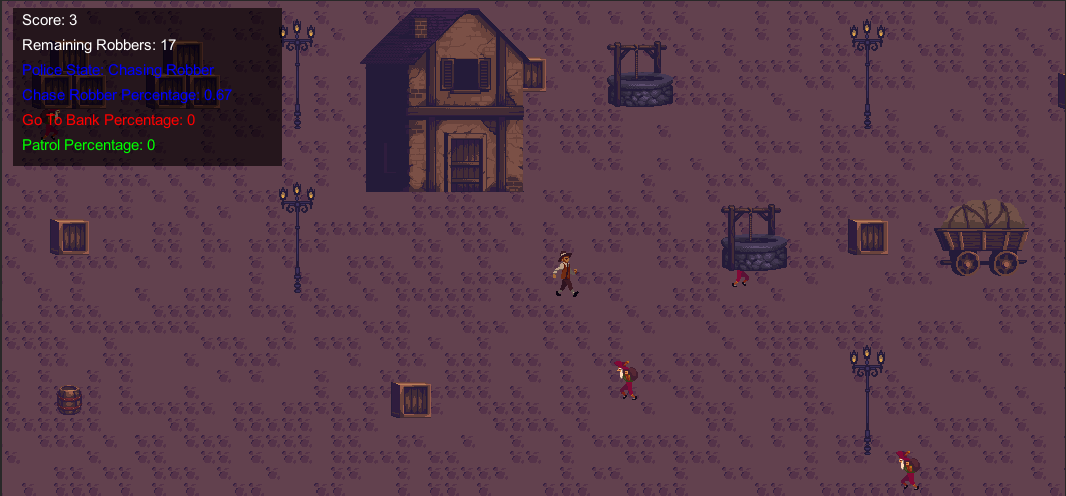 Score: 3
Remaining Robbers: 17
Police State: Chasing Robber
Chase Robber Percentage: 0.67
Go To Bank Percentage: 0
Patrol Percentage: 0